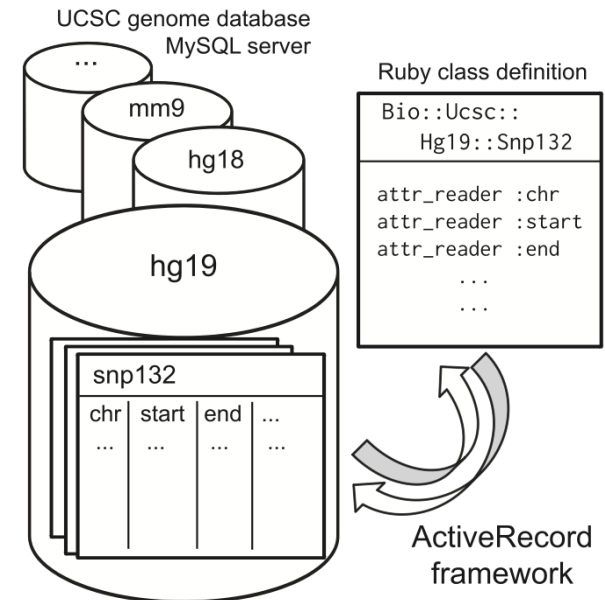 UCSC genome database
MySQL server
...
mm9
hg18
hg19
snp132
chr start end ...
... ... ... ...
Ruby class definition
Bio::Ucsc::
Hg19::Snp132
attr_reader :chr
attr_reader :start
attr_reader :end
...
...
ActiveRecord
framework